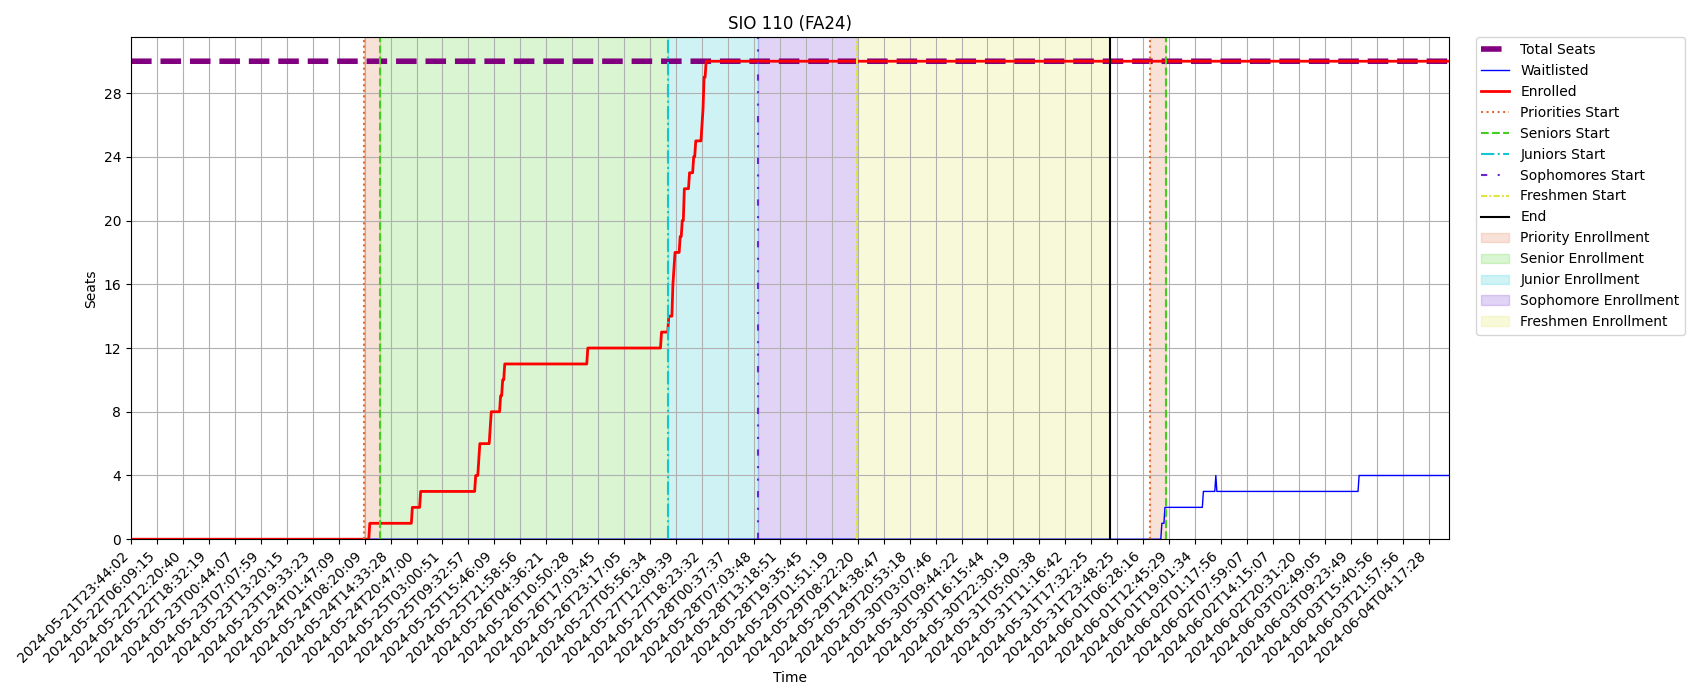 SIO 110 (FA24)
Seats
28
24
20
16
12
8
4
0
2024-05-21T23:44:02
2024-05-22T06:09:15
2024-05-22T12:20:40
2024-05-22T18:32:19
2024-05-23T00:44:07
2024-05-23T07:07:59
2024-05-23T13:20:15
2024-05-23T19:33:23
2024-05-24T01:47:09
2024-05-24T08:20:09
2024-05-24T14:33:28
2024-05-24T20:47:00
2024-05-25T03:00:51
2024-05-25T09:32:57
2024-05-25T15:46:09
2024-05-25T21:58:56
2024-05-26T04:36:21
2024-05-26T10:50:28
2024-05-26T17:03:45
2024-05-26T23:17:05
2024-05-27T05:56:34
2024-05-27T12:09:39
2024-05-27T18:23:32
2024-05-28T00:37:37
2024-05-28T07:03:48
2024-05-28T13:18:51
2024-05-28T19:35:45
2024-05-29T01:51:19
2024-05-29T08:22:20
2024-05-29T14:38:47
2024-05-29T20:53:18
2024-05-30T03:07:46
2024-05-30T09:44:22
2024-05-30T16:15:44
2024-05-30T22:30:19
2024-05-31T05:00:38
2024-05-31T11:16:42
2024-05-31T17:32:25
2024-05-31T23:48:25
2024-06-01T06:28:16
2024-06-01T12:45:29
2024-06-01T19:01:34
2024-06-02T01:17:56
2024-06-02T07:59:07
2024-06-02T14:15:07
2024-06-02T20:31:20
2024-06-03T02:49:05
2024-06-03T09:23:49
2024-06-03T15:40:56
2024-06-03T21:57:56
2024-06-04T04:17:28
Time
Total Seats
Waitlisted
Enrolled
Priorities Start
Seniors Start
Juniors Start
Sophomores Start
Freshmen Start
End
Priority Enrollment
Senior Enrollment
Junior Enrollment
Sophomore Enrollment
Freshmen Enrollment